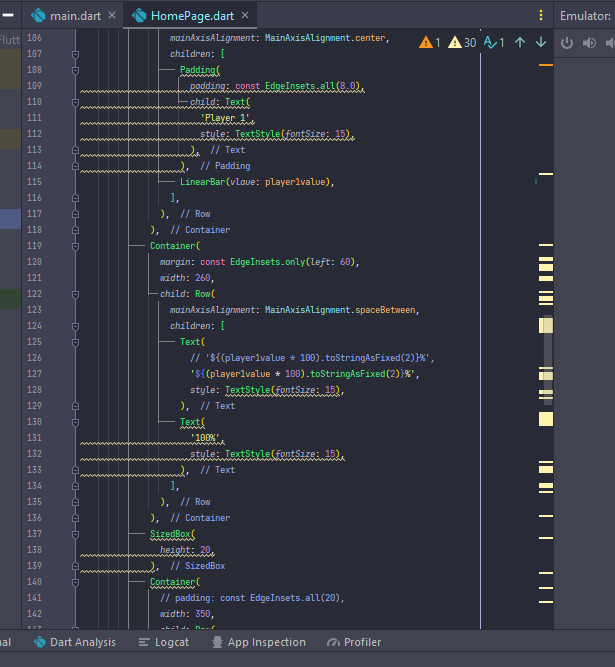 main.dart × HomePage.dart × Emulator:
Flutt
106 mainAxisAlignment: MainAxisAlignment.center, 1 30 1
107 children: [
108 Padding(
109 padding: const EdgeInsets.all(8.0),
110 child: Text(
111 'Player 1',
112 style: TextStyle(fontSize: 15),
113 ), // Text
114 ), // Padding
115 LinearBar(vlaue: player1value),
116 ],
117 ), // Row
118 ), // Container
119 Container(
120 margin: const EdgeInsets.only(left: 60),
121 width: 260,
122 child: Row(
123 mainAxisAlignment: MainAxisAlignment.spaceBetween,
124 children: [
125 Text(
126 // '${(player1value * 100).toStringAsFixed(2)}%',
127 '${(player1value * 100).toStringAsFixed(2)}%',
128 style: TextStyle(fontSize: 15),
129 ), // Text
130 Text(
131 '100%',
132 style: TextStyle(fontSize: 15),
133 ), // Text
134 ],
135 ), // Row
136 ), // Container
137 SizedBox(
138 height: 20,
139 ), // SizedBox
140 Container(
141 // padding: const EdgeInsets.all(20),
142 width: 350,
143 child: Row(
nal Dart Analysis Logcat App Inspection Profiler